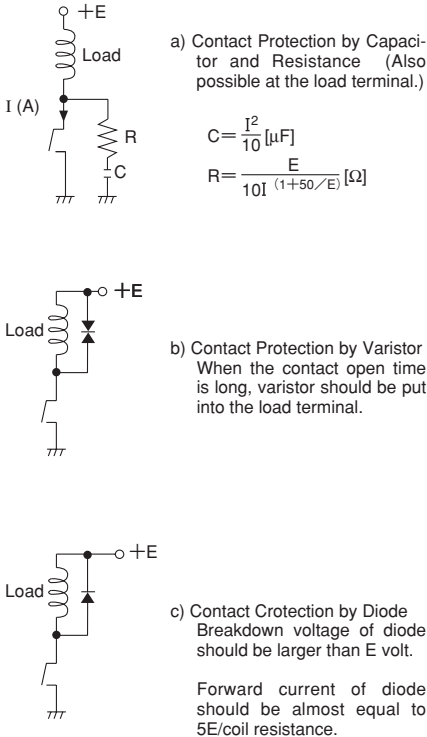 +E
Load
I (A)
R
C
a) Contact Protection by Capaci-
tor and Resistance (Also
possible at the load terminal.)
C=I²/10[μF]
R=E/10I (1+50/E)[Ω]
+E
Load
b) Contact Protection by Varistor
When the contact open time
is long, varistor should be put
into the load terminal.
+E
Load
c) Contact Crotection by Diode
Breakdown voltage of diode
should be larger than E volt.
Forward current of diode
should be almost equal to
5E/coil resistance.